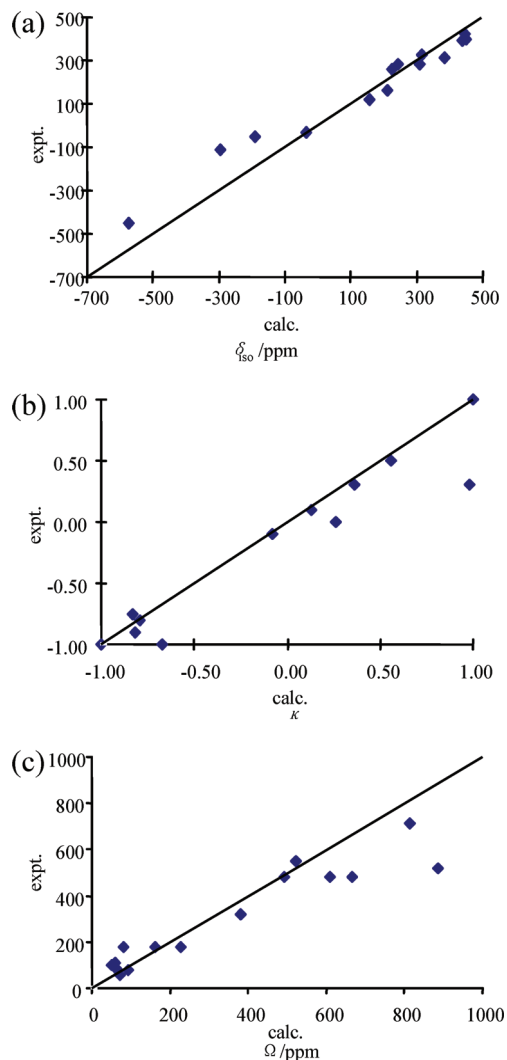 (a)
500
300
100
-100
-300
-500
-700
expt.
-700 -500 -300 -100 100 300 500
calc.
δiso /ppm
(b)
1.00
0.50
0.00
-0.50
-1.00
expt.
-1.00 -0.50 0.00 0.50 1.00
calc.
κ
(c)
1000
800
600
400
200
0
expt.
0 200 400 600 800 1000
calc.
Ω/ppm